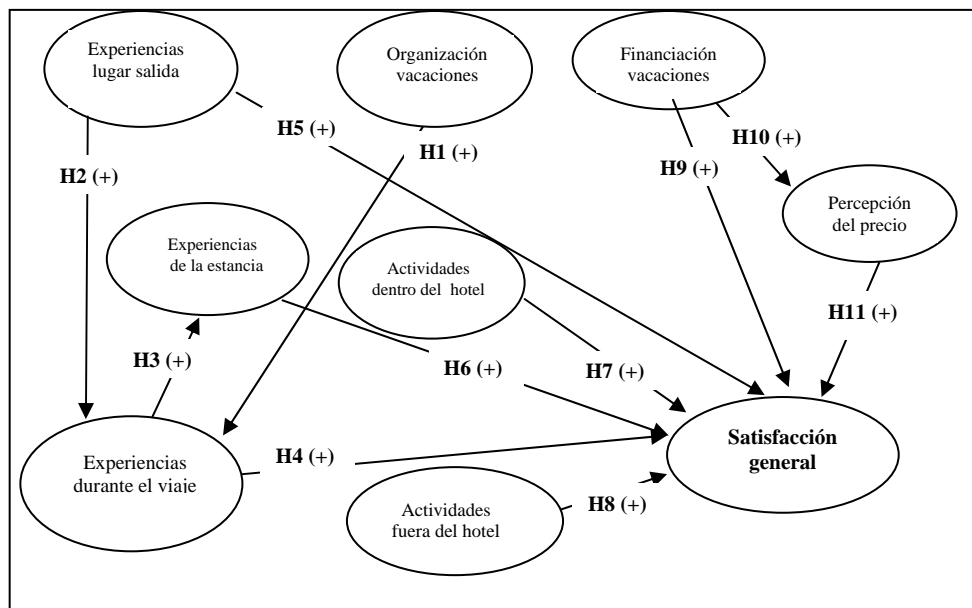 Experiencias
lugar salida
Organización
vacaciones
Financiación
vacaciones
H5 (+)
H10 (+)
H1 (+)
H9 (+)
H2 (+)
Percepción
del precio
Experiencias
de la estancia
Actividades
dentro del hotel
H11 (+)
H3 (+)
H6 (+)
H7 (+)
Satisfacción
general
Experiencias
durante el viaje
H4 (+)
Actividades
fuera del hotel
H8 (+)